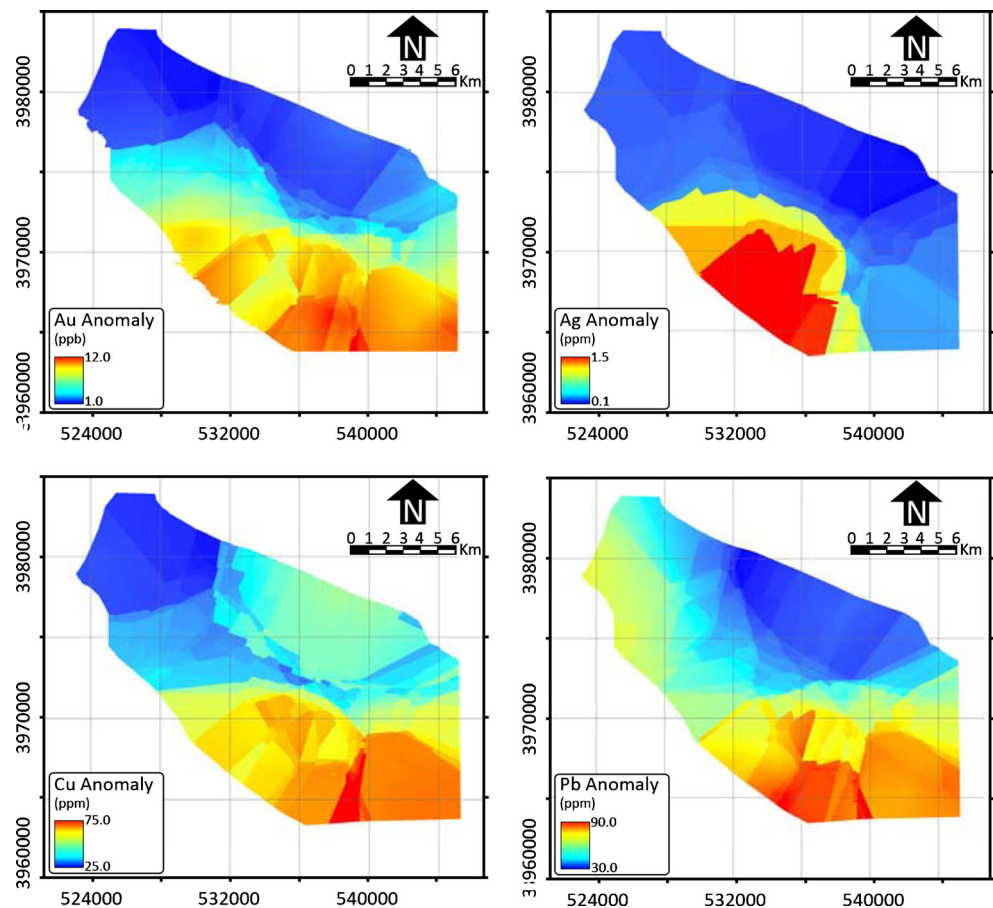 N
0 1 2 3 4 5 6
Km
3980000
3970000
3960000
Au Anomaly
(ppb)
12.0
1.0
524000 532000 540000
N
0 1 2 3 4 5 6
Km
3980000
3970000
3960000
Ag Anomaly
(ppm)
1.5
0.1
524000 532000 540000
N
0 1 2 3 4 5 6
Km
3980000
3970000
3960000
Cu Anomaly
(ppm)
75.0
25.0
524000 532000 540000
N
0 1 2 3 4 5 6
Km
3980000
3970000
3960000
Pb Anomaly
(ppm)
90.0
30.0
524000 532000 540000